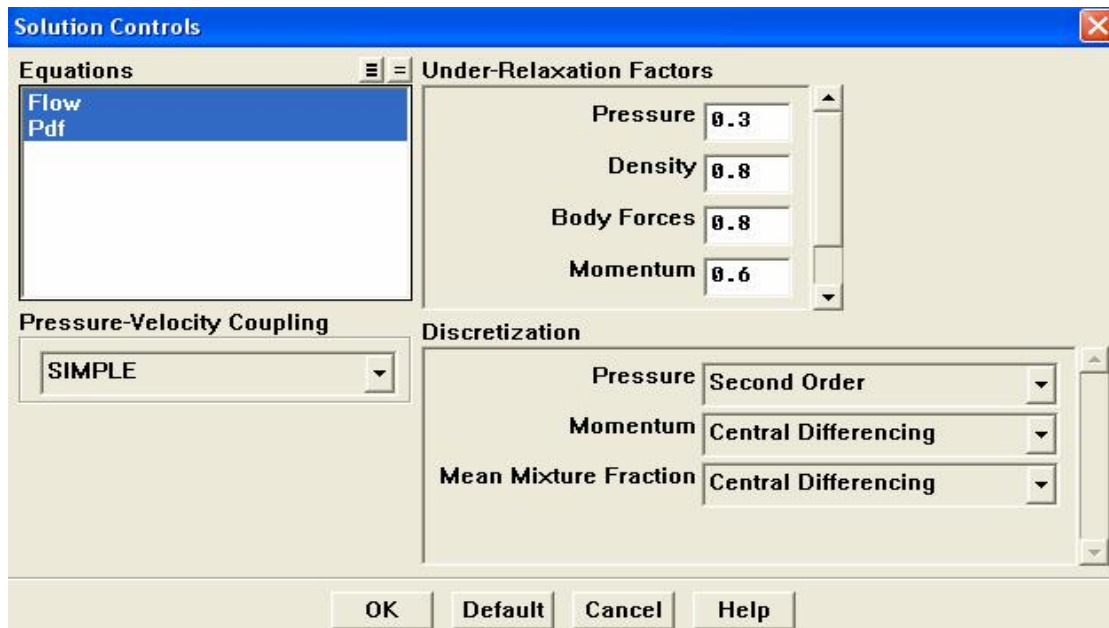 Solution Controls
Equations
Flow
Pdf
Under-Relaxation Factors
Pressure 0.3
Density 0.8
Body Forces 0.8
Momentum 0.6
Pressure-Velocity Coupling
SIMPLE
Discretization
Pressure Second Order
Momentum Central Differencing
Mean Mixture Fraction Central Differencing
OK Default Cancel Help